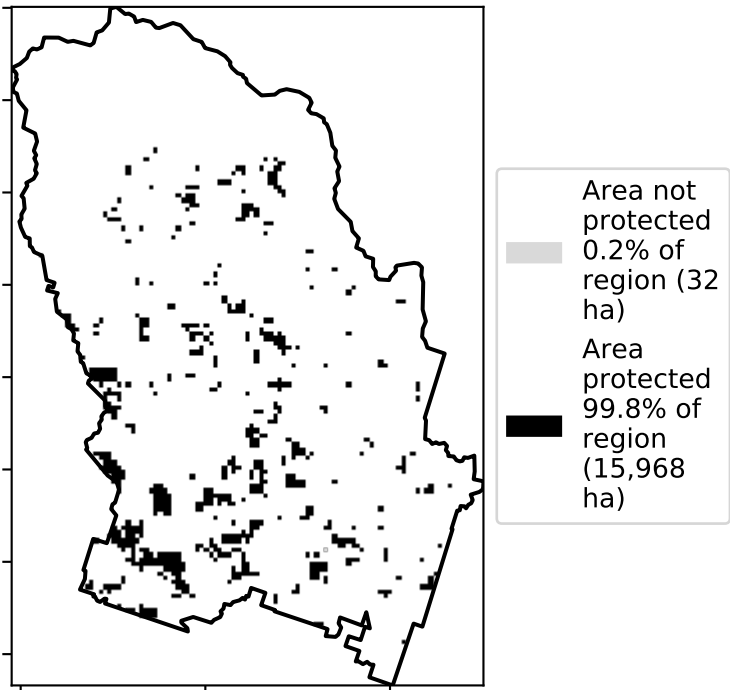 Area not
protected
0.2% of
region (32
ha)
Area
protected
99.8% of
region
(15,968
ha)